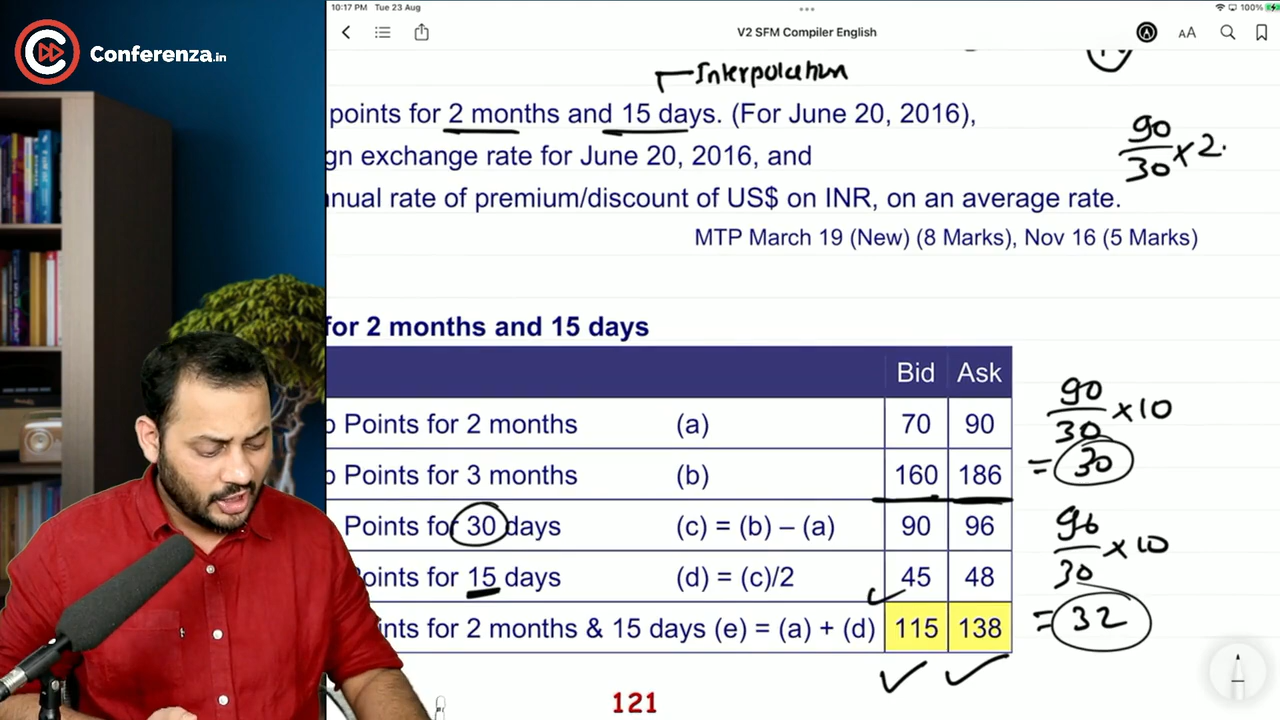 10:17 PM Tue 23 Aug
100%
Conferenza.in
V2 SFM Compiler English
AA
Interpolation
points for 2 months and 15 days. (For June 20, 2016),
gn exchange rate for June 20, 2016, and
nual rate of premium/discount of US$ on INR, on an average rate.
90/30 × 2.
MTP March 19 (New) (8 Marks), Nov 16 (5 Marks)
for 2 months and 15 days
Bid Ask
Points for 2 months (a) 70 90
90/30 × 10
Points for 3 months (b) 160 186
= 30
Points for 30 days (c) = (b) – (a) 90 96
96/30 × 10
oints for 15 days (d) = (c)/2 45 48
ints for 2 months & 15 days (e) = (a) + (d) 115 138
= 32
121